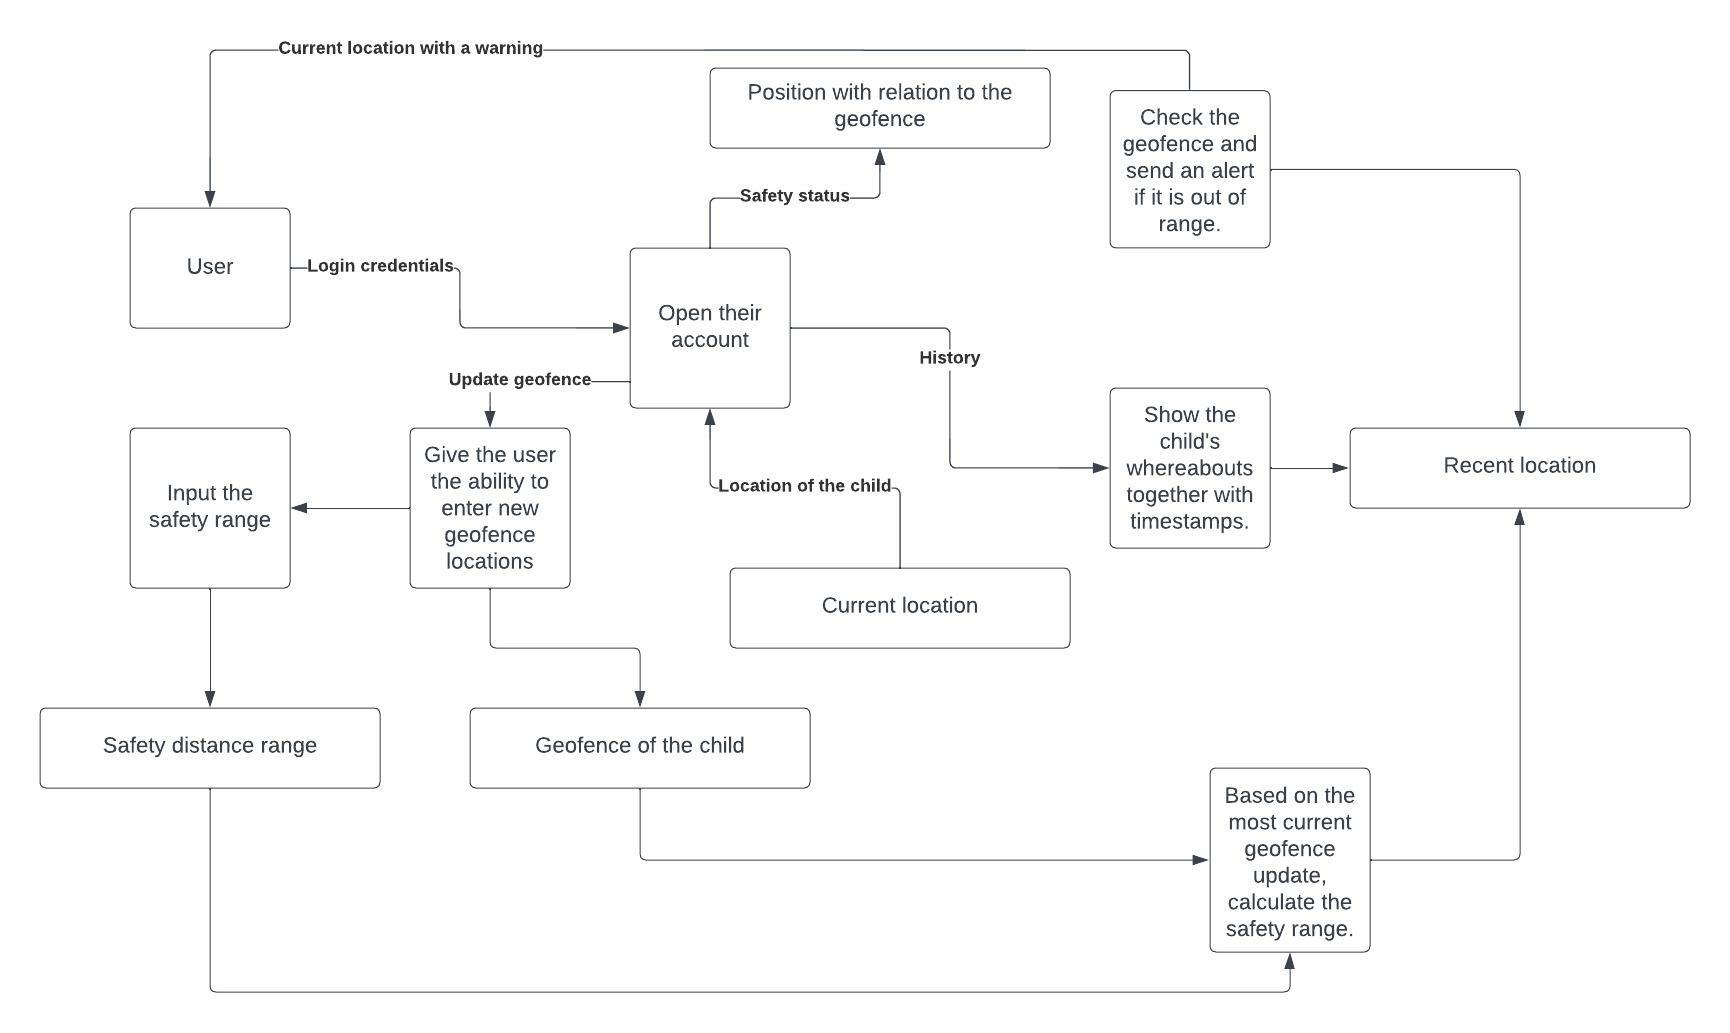 Current location with a warning
Position with relation to the
geofence
Check the
geofence and
send an alert
if it is out of
range.
Safety status
User
Login credentials
Open their
account
History
Update geofence
Show the
child's
whereabouts
together with
timestamps.
Recent location
Input the
safety range
Give the user
the ability to
enter new
geofence
locations
Location of the child
Current location
Safety distance range
Geofence of the child
Based on the
most current
geofence
update,
calculate the
safety range.